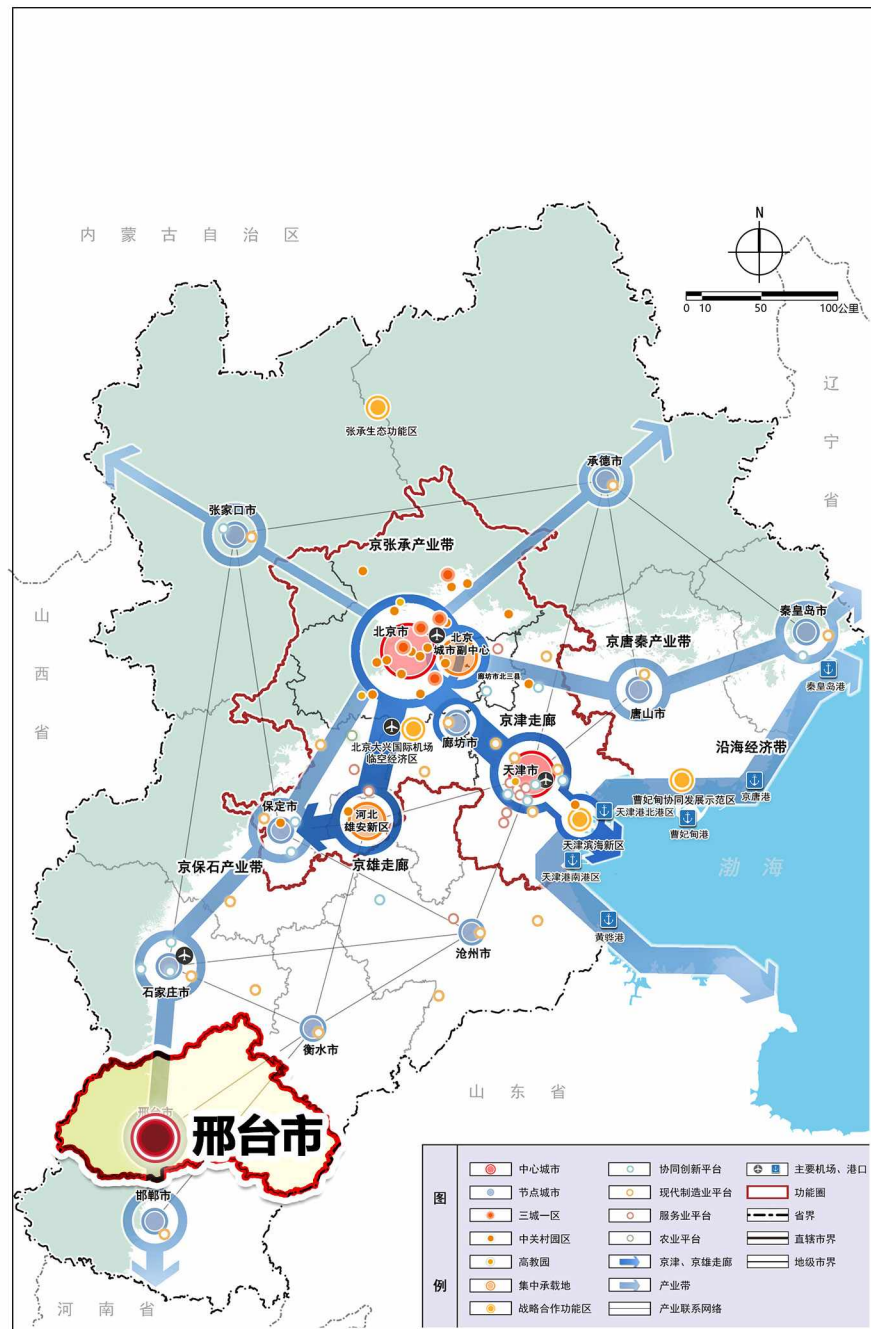 内蒙古自治区
N
0 10 50 100公里
辽宁省
张承生态功能区
承德市
张家口市
京张承产业带
山西省
秦皇岛市
北京市
北京
城市副中心
京唐秦产业带
廊坊市北三县
秦皇岛港
唐山市
京津走廊
廊坊市
北京大兴国际机场
临空经济区
沿海经济带
天津市
曹妃甸协同发展示范区
京唐港
保定市
河北
雄安新区
天津港北港区
曹妃甸港
天津滨海新区
京保石产业带
京雄走廊
天津港南港区
渤海
黄骅港
沧州市
石家庄市
衡水市
山东省
邢台市
邢台市
邯郸市
河南省
图例
中心城市
节点城市
三城一区
中关村园区
高教园
集中承载地
战略合作功能区
协同创新平台
现代制造业平台
服务业平台
农业平台
京津、京雄走廊
产业带
产业联系网络
主要机场、港口
功能圈
省界
直辖市界
地级市界